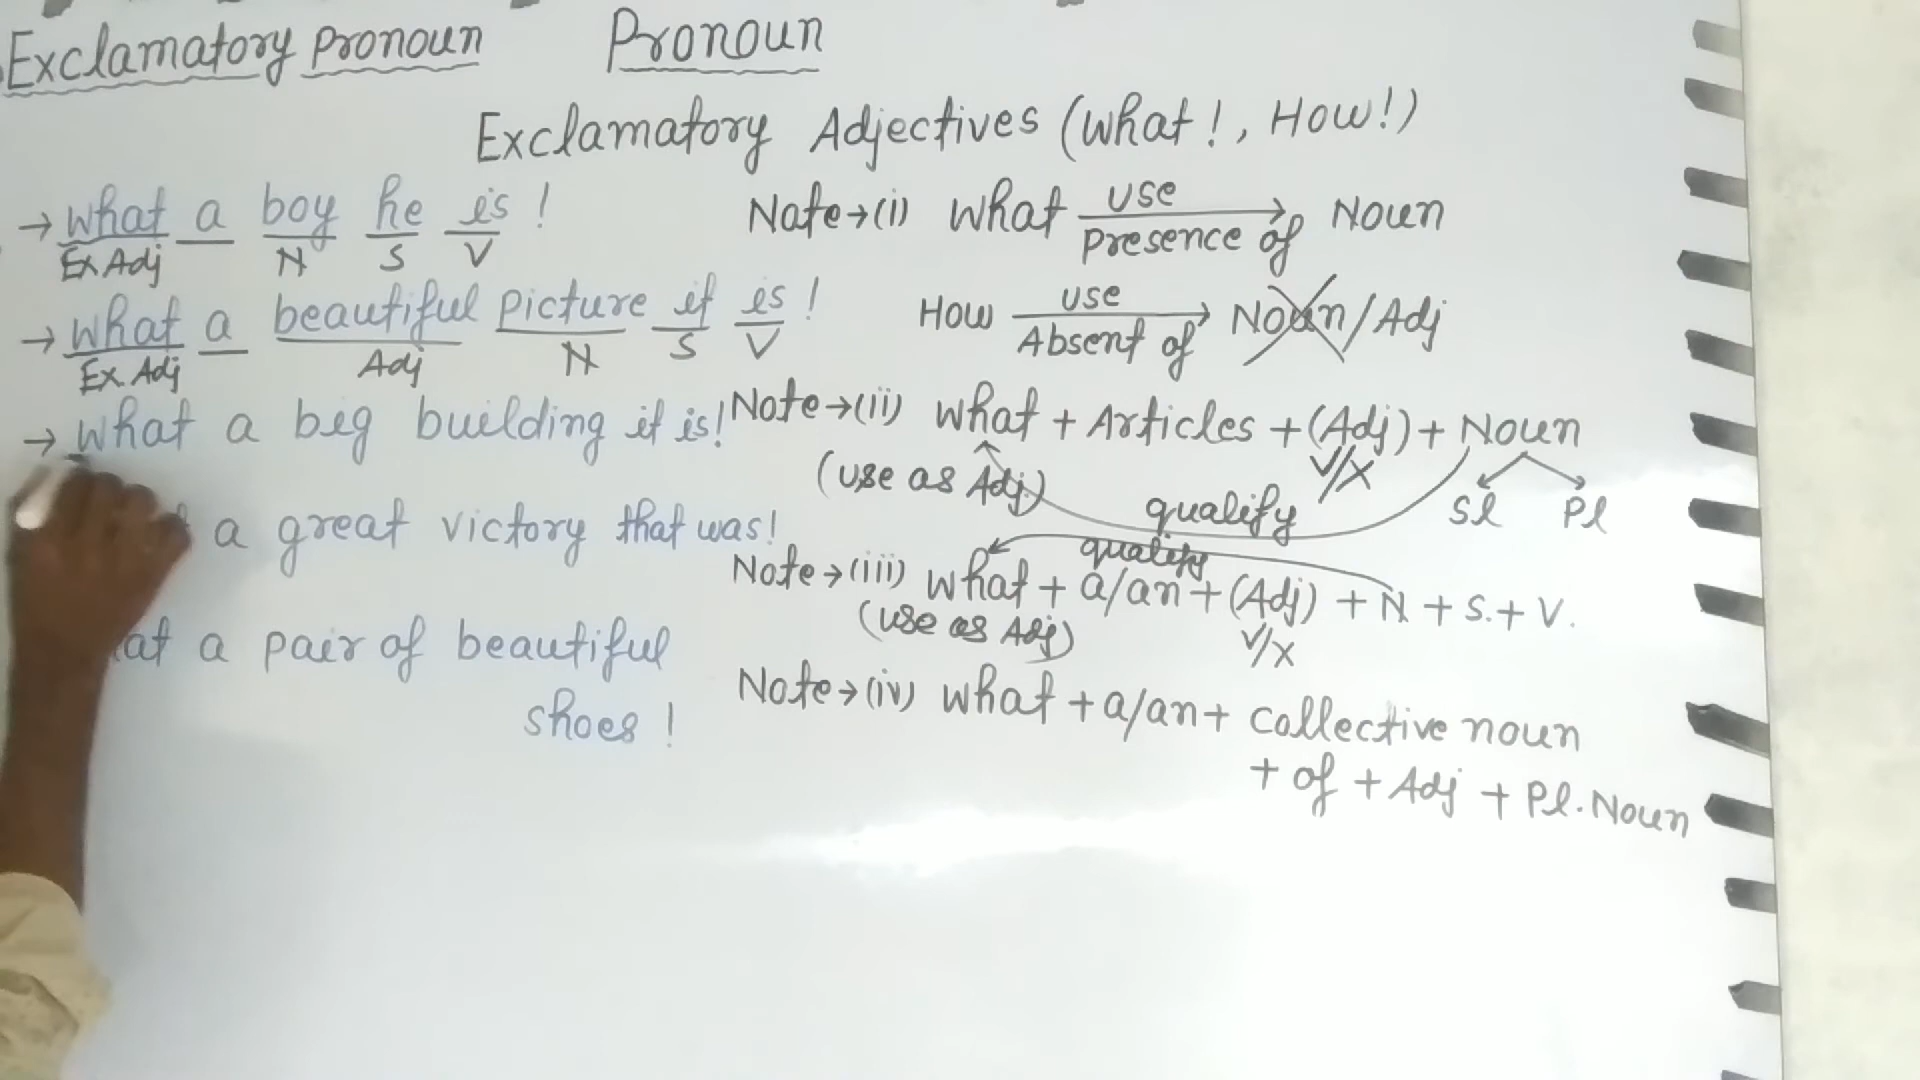 Exclamatory pronoun Pronoun
Exclamatory Adjectives (what!, How!)
→ what a boy he is!
Ex Adj N S V
→ what a beautiful picture it is!
Ex. Adj Adj N S V
→ what a big building it is!
a great victory that was!
at a pair of beautiful
shoes!
Note→(i) what use Noun
presence of
How use Noun/Adj
Absent of
Note→(ii) what + Articles + (Adj) + Noun
(use as Adj) ✓/x Sl Pl
qualify
qualify
Note→(iii) what + a/an + (Adj) + N + S. + V.
(use as Adj) ✓/x
Note→(iv) what + a/an + collective noun
+ of + Adj + Pl. Noun